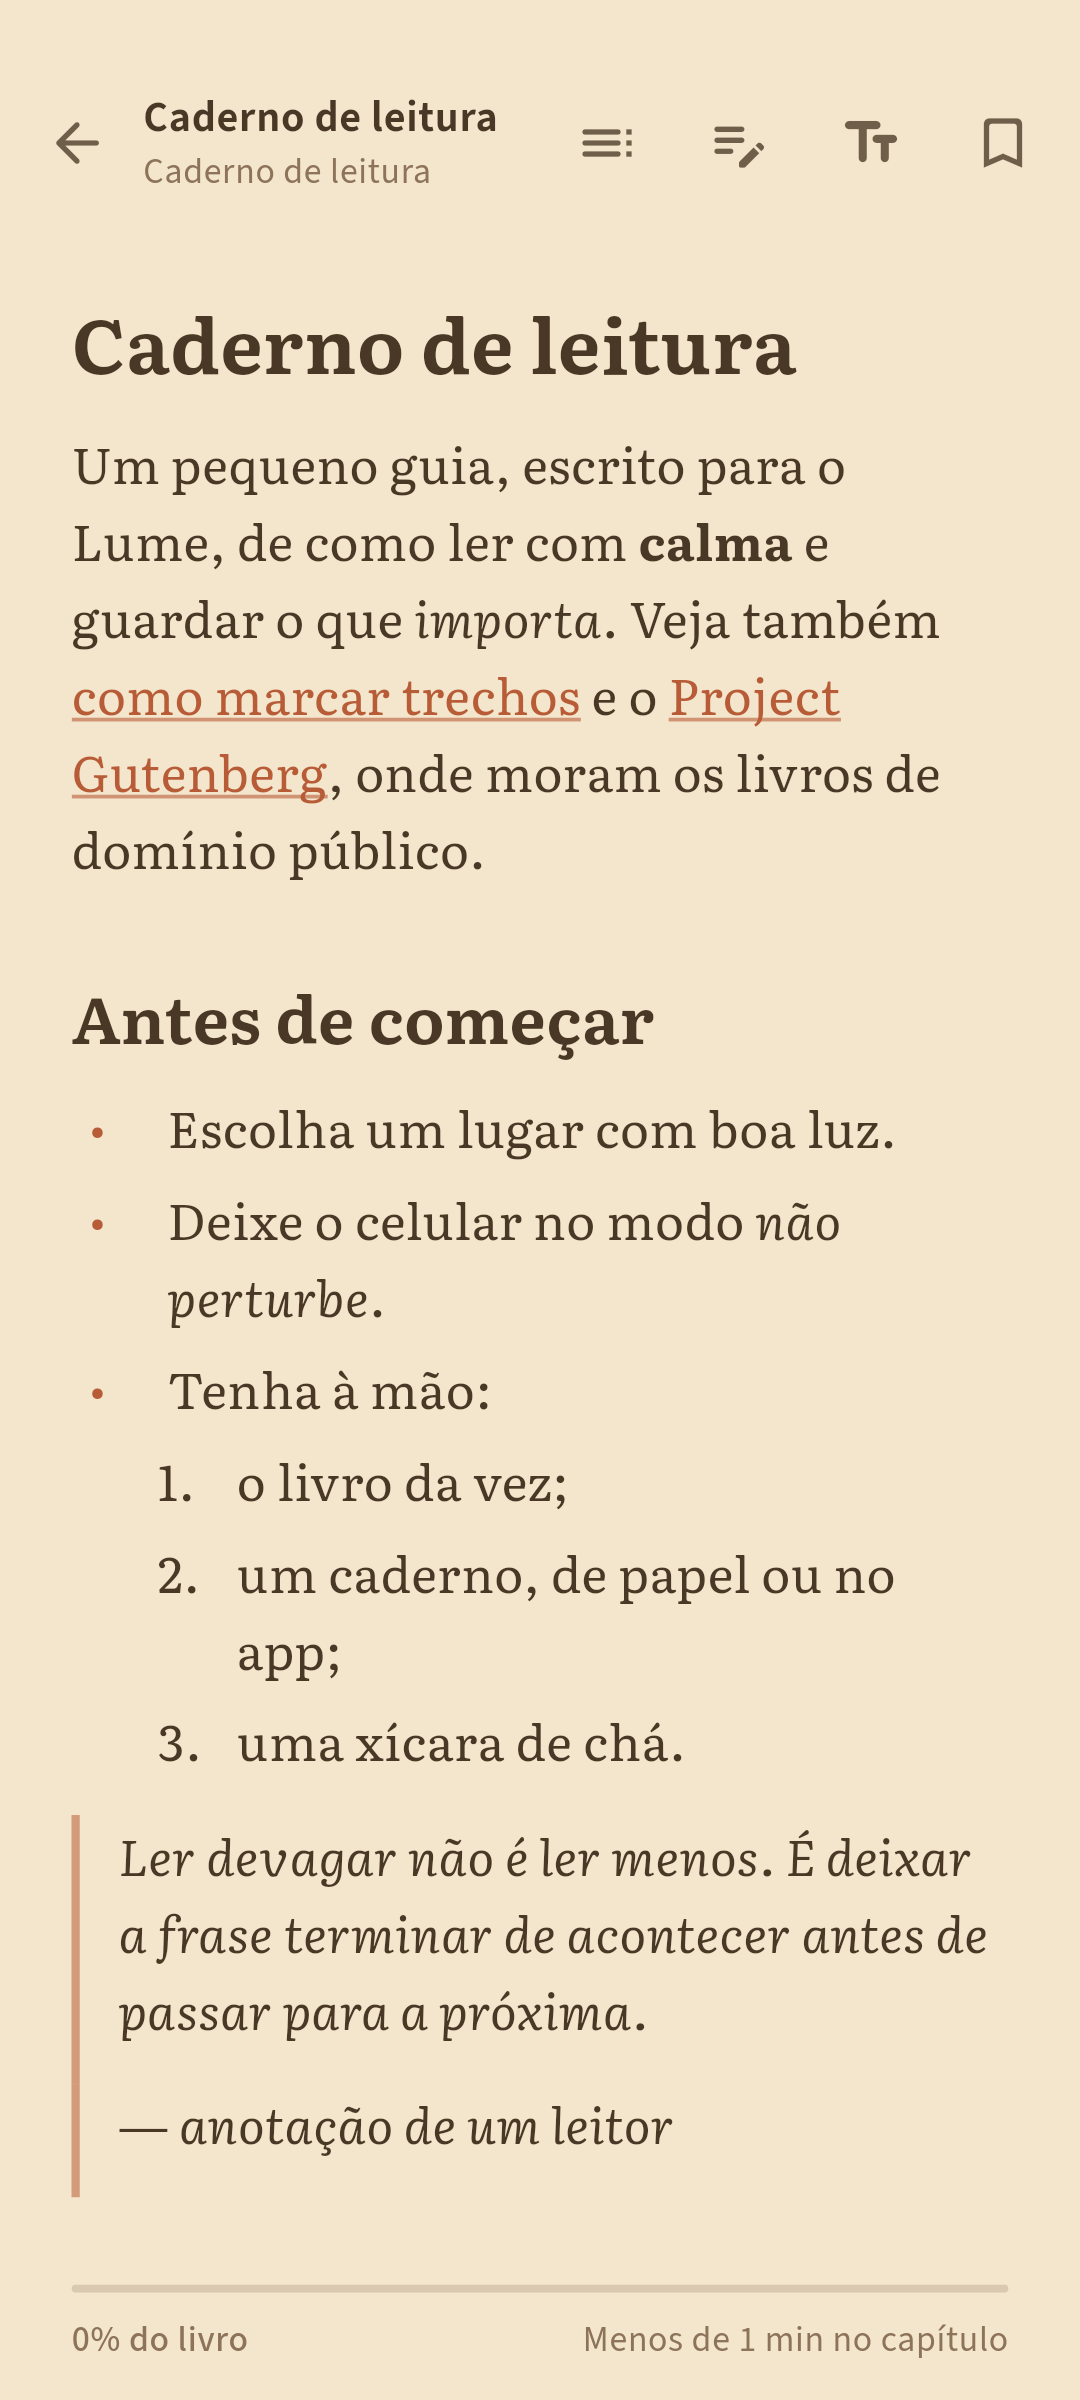 Caderno de leitura
Caderno de leitura
Caderno de leitura
Um pequeno guia, escrito para o
Lume, de como ler com calma e
guardar o que importa. Veja também
como marcar trechos e o Project
Gutenberg, onde moram os livros de
domínio público.
Antes de começar
• Escolha um lugar com boa luz.
• Deixe o celular no modo não
perturbe.
• Tenha à mão:
1. o livro da vez;
2. um caderno, de papel ou no
app;
3. uma xícara de chá.
Ler devagar não é ler menos. É deixar
a frase terminar de acontecer antes de
passar para a próxima.
— anotação de um leitor
0% do livro
Menos de 1 min no capítulo